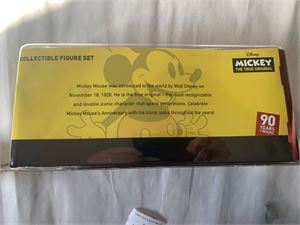 COLLECTIBLE FIGURE SET
Disney
MICKEY
THE TRUE ORIGINAL
Mickey Mouse was introduced to the world by Walt Disney on
November 18, 1928. He is the true original - the most recognizable
and lovable iconic character that spans generations. Celebrate
Mickey Mouse's Anniversary with his iconic looks throughout the years!
90
YEARS
OF MAGIC